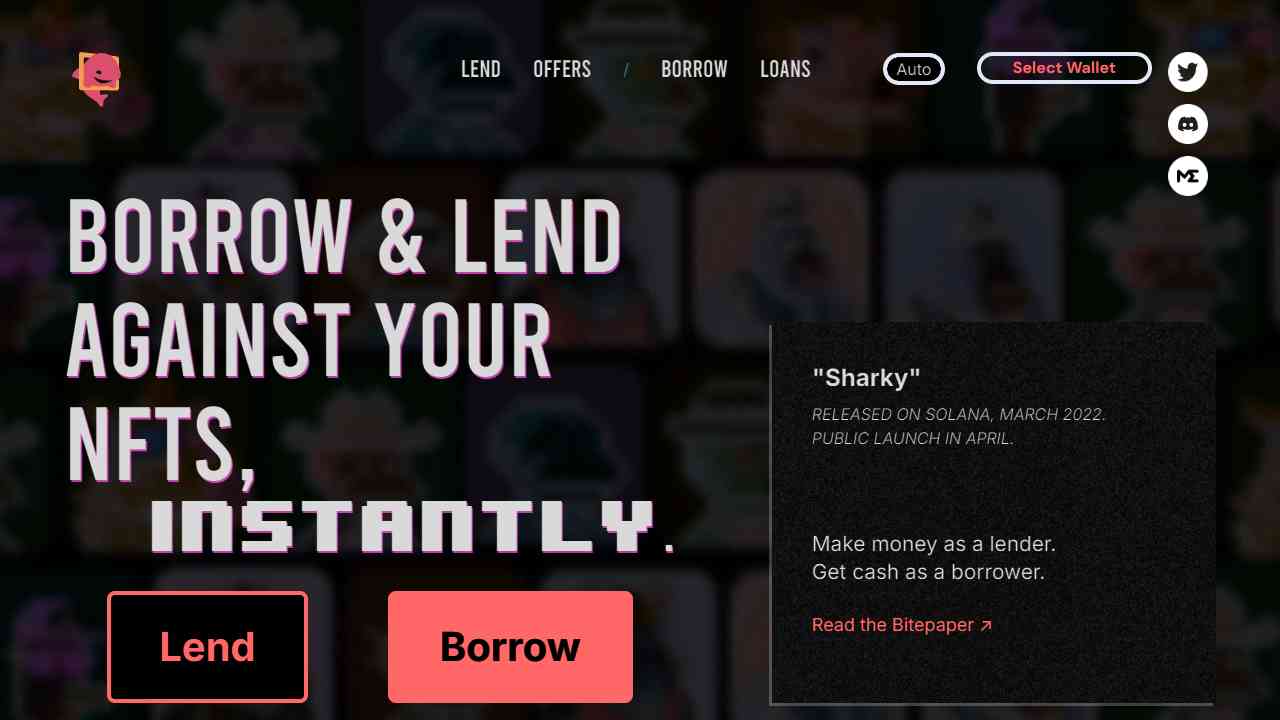 LEND OFFERS / BORROW LOANS Auto Select Wallet
BORROW & LEND
AGAINST YOUR
NFTS,
INSTANTLY.
Lend Borrow
"Sharky"
RELEASED ON SOLANA, MARCH 2022.
PUBLIC LAUNCH IN APRIL.
Make money as a lender.
Get cash as a borrower.
Read the Bitepaper ↗